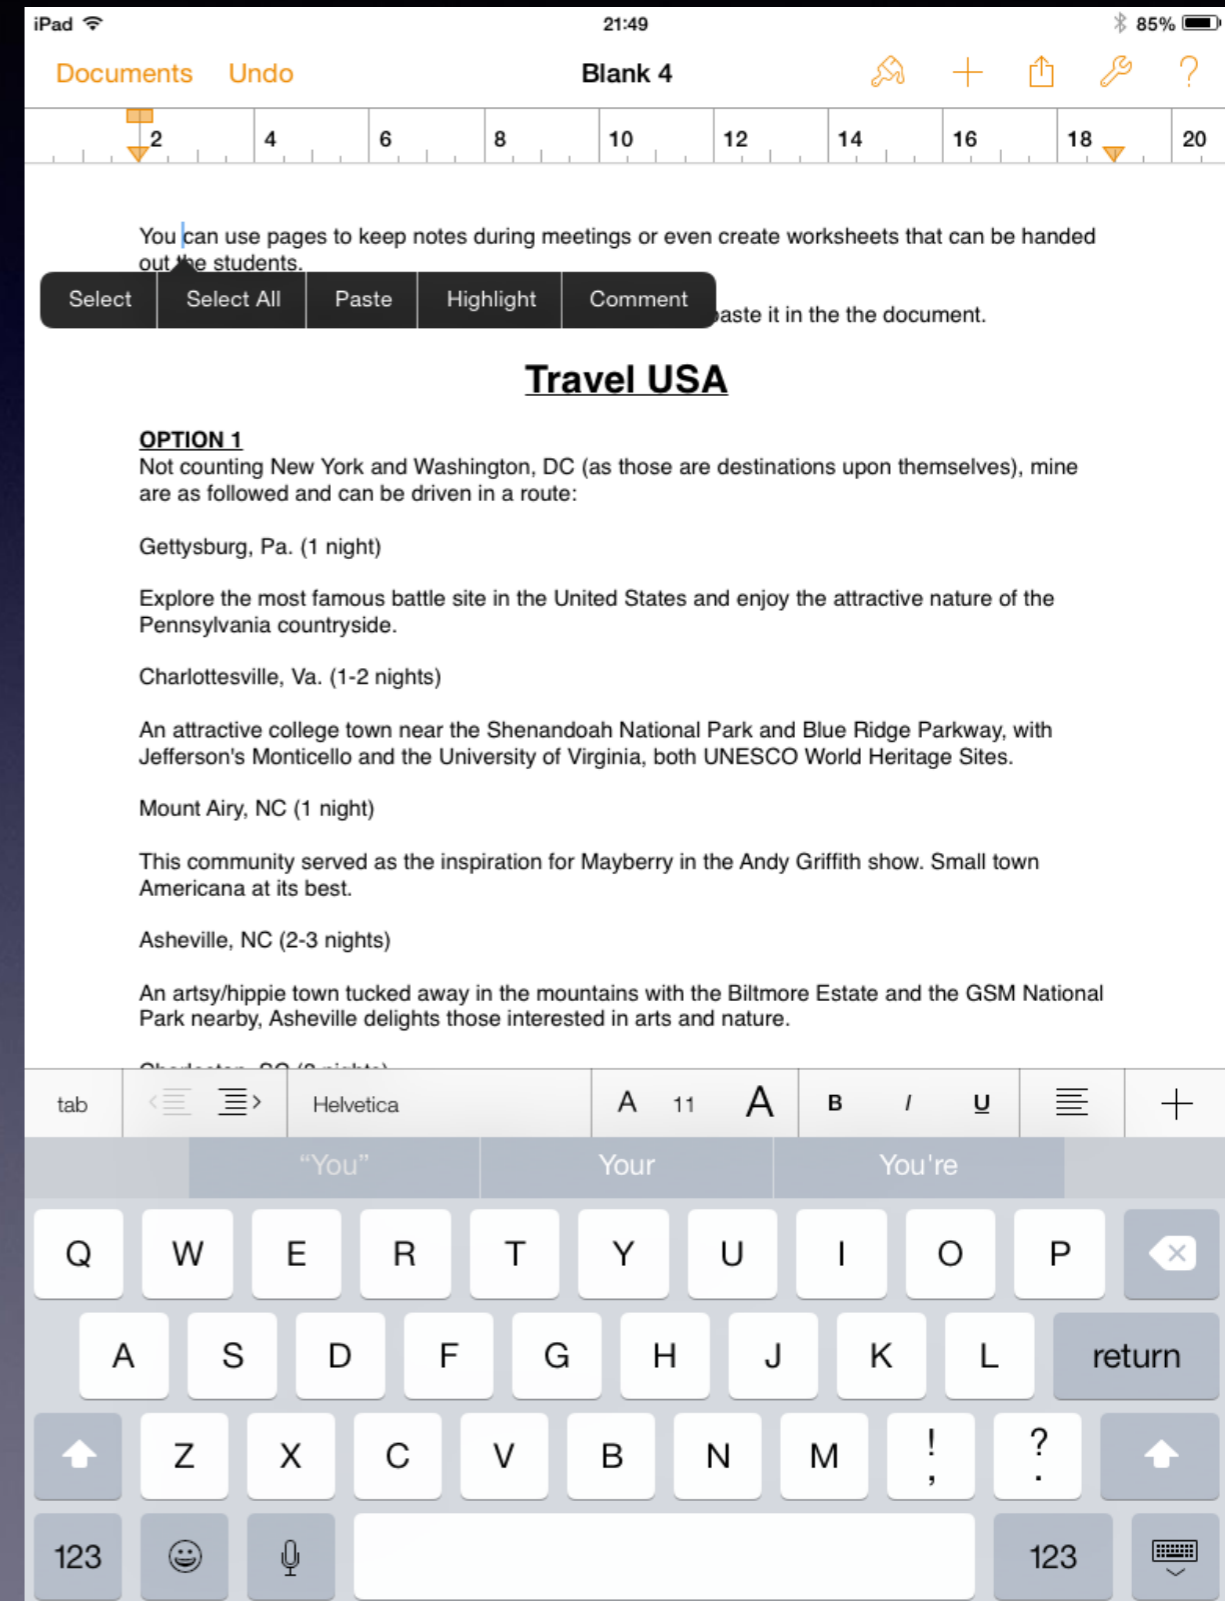 iPad 21:49 85%
Documents Undo Blank 4 ?
2 4 6 8 10 12 14 16 18 20
You can use pages to keep notes during meetings or even create worksheets that can be handed
out the students.
Select Select All Paste Highlight Comment
paste it in the the document.
Travel USA
OPTION 1
Not counting New York and Washington, DC (as those are destinations upon themselves), mine
are as followed and can be driven in a route:
Gettysburg, Pa. (1 night)
Explore the most famous battle site in the United States and enjoy the attractive nature of the
Pennsylvania countryside.
Charlottesville, Va. (1-2 nights)
An attractive college town near the Shenandoah National Park and Blue Ridge Parkway, with
Jefferson's Monticello and the University of Virginia, both UNESCO World Heritage Sites.
Mount Airy, NC (1 night)
This community served as the inspiration for Mayberry in the Andy Griffith show. Small town
Americana at its best.
Asheville, NC (2-3 nights)
An artsy/hippie town tucked away in the mountains with the Biltmore Estate and the GSM National
Park nearby, Asheville delights those interested in arts and nature.
tab Helvetica A 11 A B I U
“You” Your You're
Q W E R T Y U I O P
A S D F G H J K L return
Z X C V B N M ! , ? .
123 123